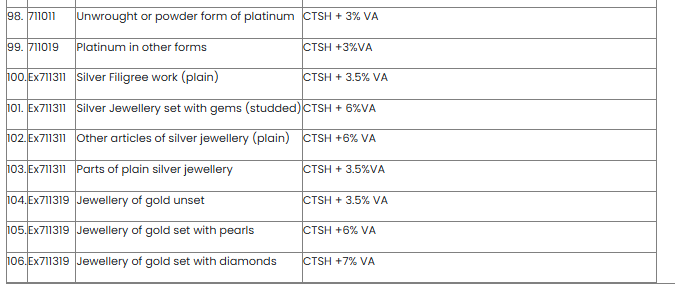 98. 711011 Unwrought or powder form of platinum CTSH + 3% VA
99. 711019 Platinum in other forms CTSH +3%VA
100. Ex711311 Silver Filigree work (plain) CTSH + 3.5% VA
101. Ex711311 Silver Jewellery set with gems (studded) CTSH + 6%VA
102. Ex711311 Other articles of silver jewellery (plain) CTSH +6% VA
103. Ex711311 Parts of plain silver jewellery CTSH + 3.5%VA
104. Ex711319 Jewellery of gold unset CTSH + 3.5% VA
105. Ex711319 Jewellery of gold set with pearls CTSH +6% VA
106. Ex711319 Jewellery of gold set with diamonds CTSH +7% VA